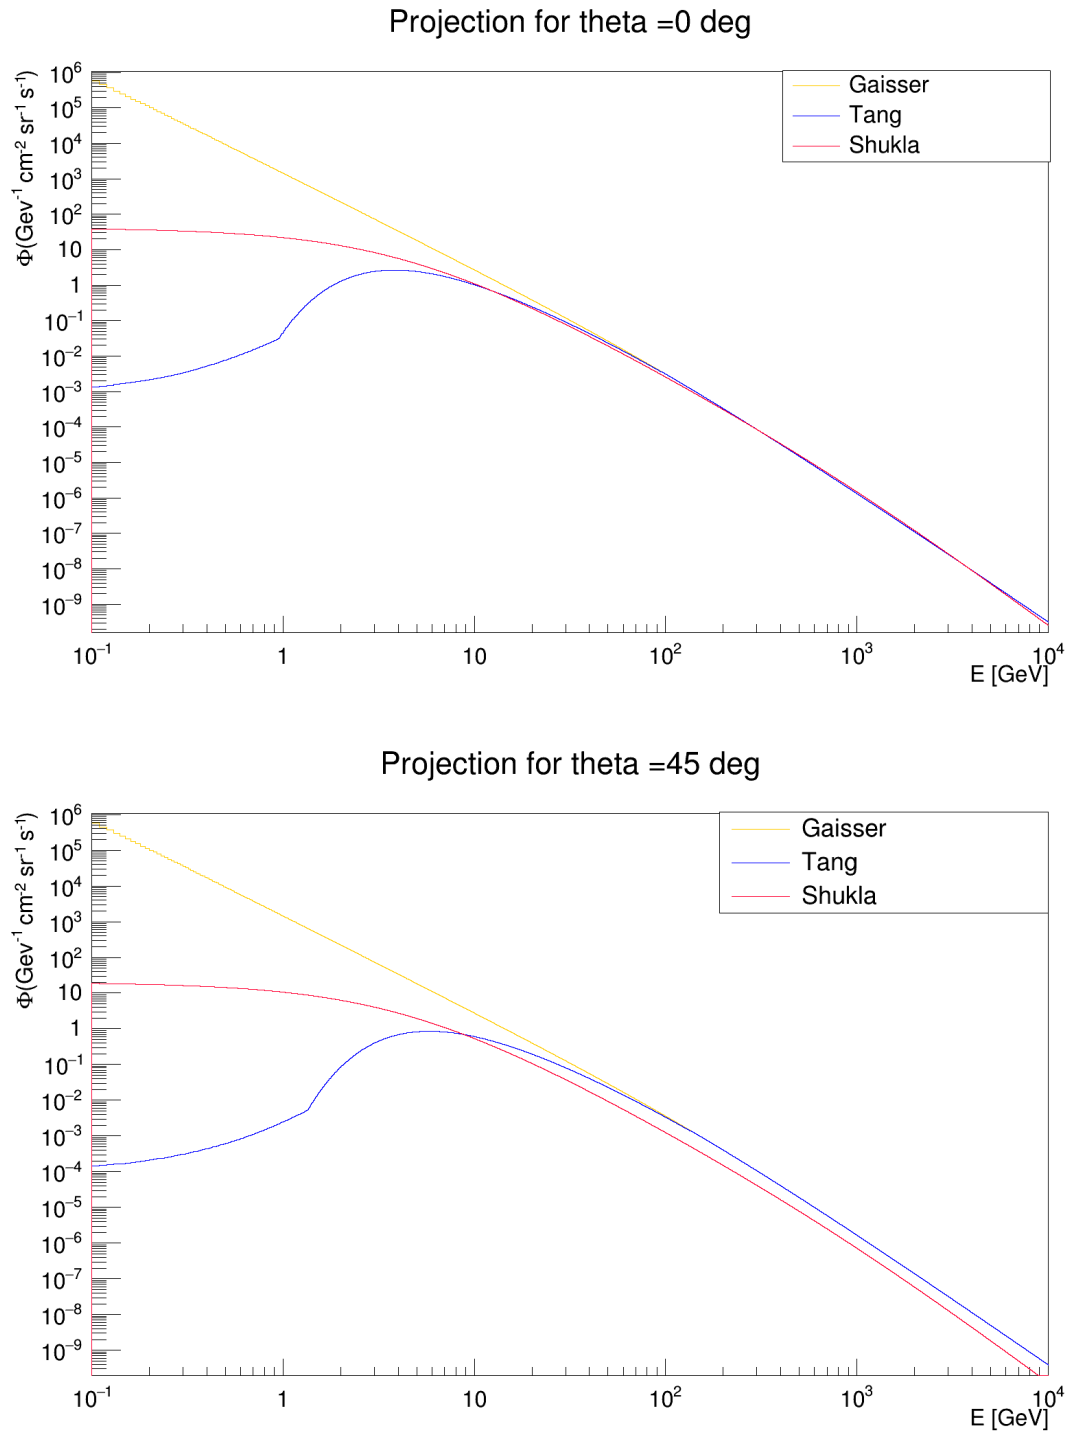 Projection for theta =0 deg
Φ(Gev⁻¹ cm⁻² sr⁻¹ s⁻¹)
Gaisser
Tang
Shukla
10⁶
10⁵
10⁴
10³
10²
10
1
10⁻¹
10⁻²
10⁻³
10⁻⁴
10⁻⁵
10⁻⁶
10⁻⁷
10⁻⁸
10⁻⁹
10⁻¹ 1 10 10² 10³ 10⁴
E [GeV]
Projection for theta =45 deg
Φ(Gev⁻¹ cm⁻² sr⁻¹ s⁻¹)
Gaisser
Tang
Shukla
10⁶
10⁵
10⁴
10³
10²
10
1
10⁻¹
10⁻²
10⁻³
10⁻⁴
10⁻⁵
10⁻⁶
10⁻⁷
10⁻⁸
10⁻⁹
10⁻¹ 1 10 10² 10³ 10⁴
E [GeV]